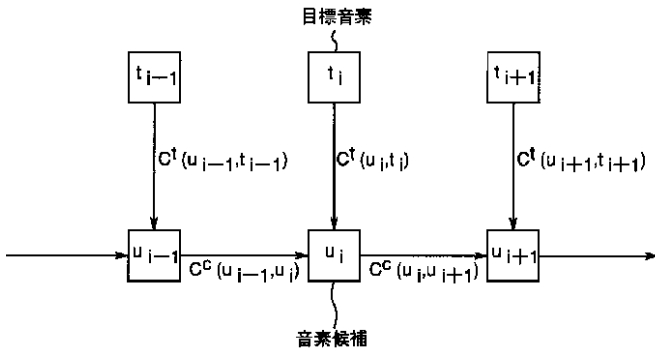 目標音素
t i−1
t i
t i+1
C t (u i−1, t i−1)
C t (u i, t i)
C t (u i+1, t i+1)
u i−1
u i
u i+1
C c (u i−1, u i)
C c (u i, u i+1)
音素候補